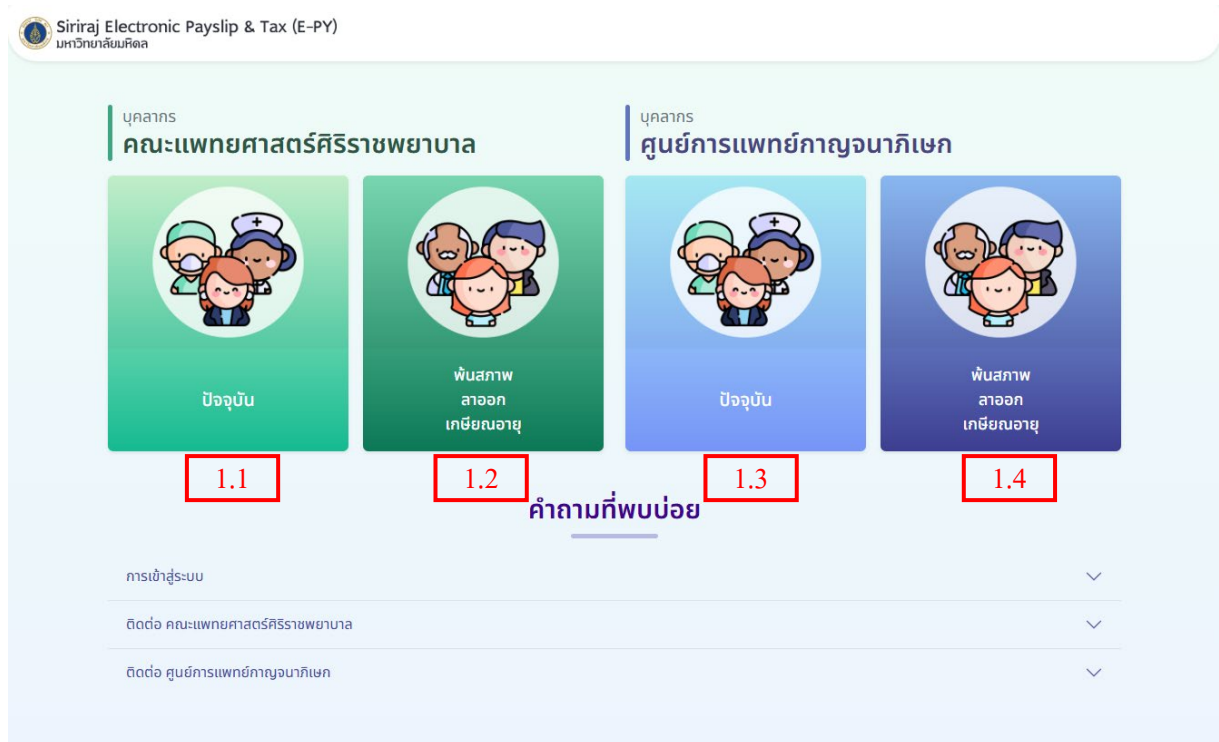 Siriraj Electronic Payslip & Tax (E-PY)
มหาวิทยาลัยมหิดล
บุคลากร
คณะแพทยศาสตร์ศิริราชพยาบาล
ปัจจุบัน
พ้นสภาพ
ลาออก
เกษียณอายุ
1.1
1.2
บุคลากร
ศูนย์การแพทย์กาญจนาภิเษก
ปัจจุบัน
พ้นสภาพ
ลาออก
เกษียณอายุ
1.3
1.4
คำถามที่พบบ่อย
การเข้าสู่ระบบ
ติดต่อ คณะแพทยศาสตร์ศิริราชพยาบาล
ติดต่อ ศูนย์การแพทย์กาญจนาภิเษก